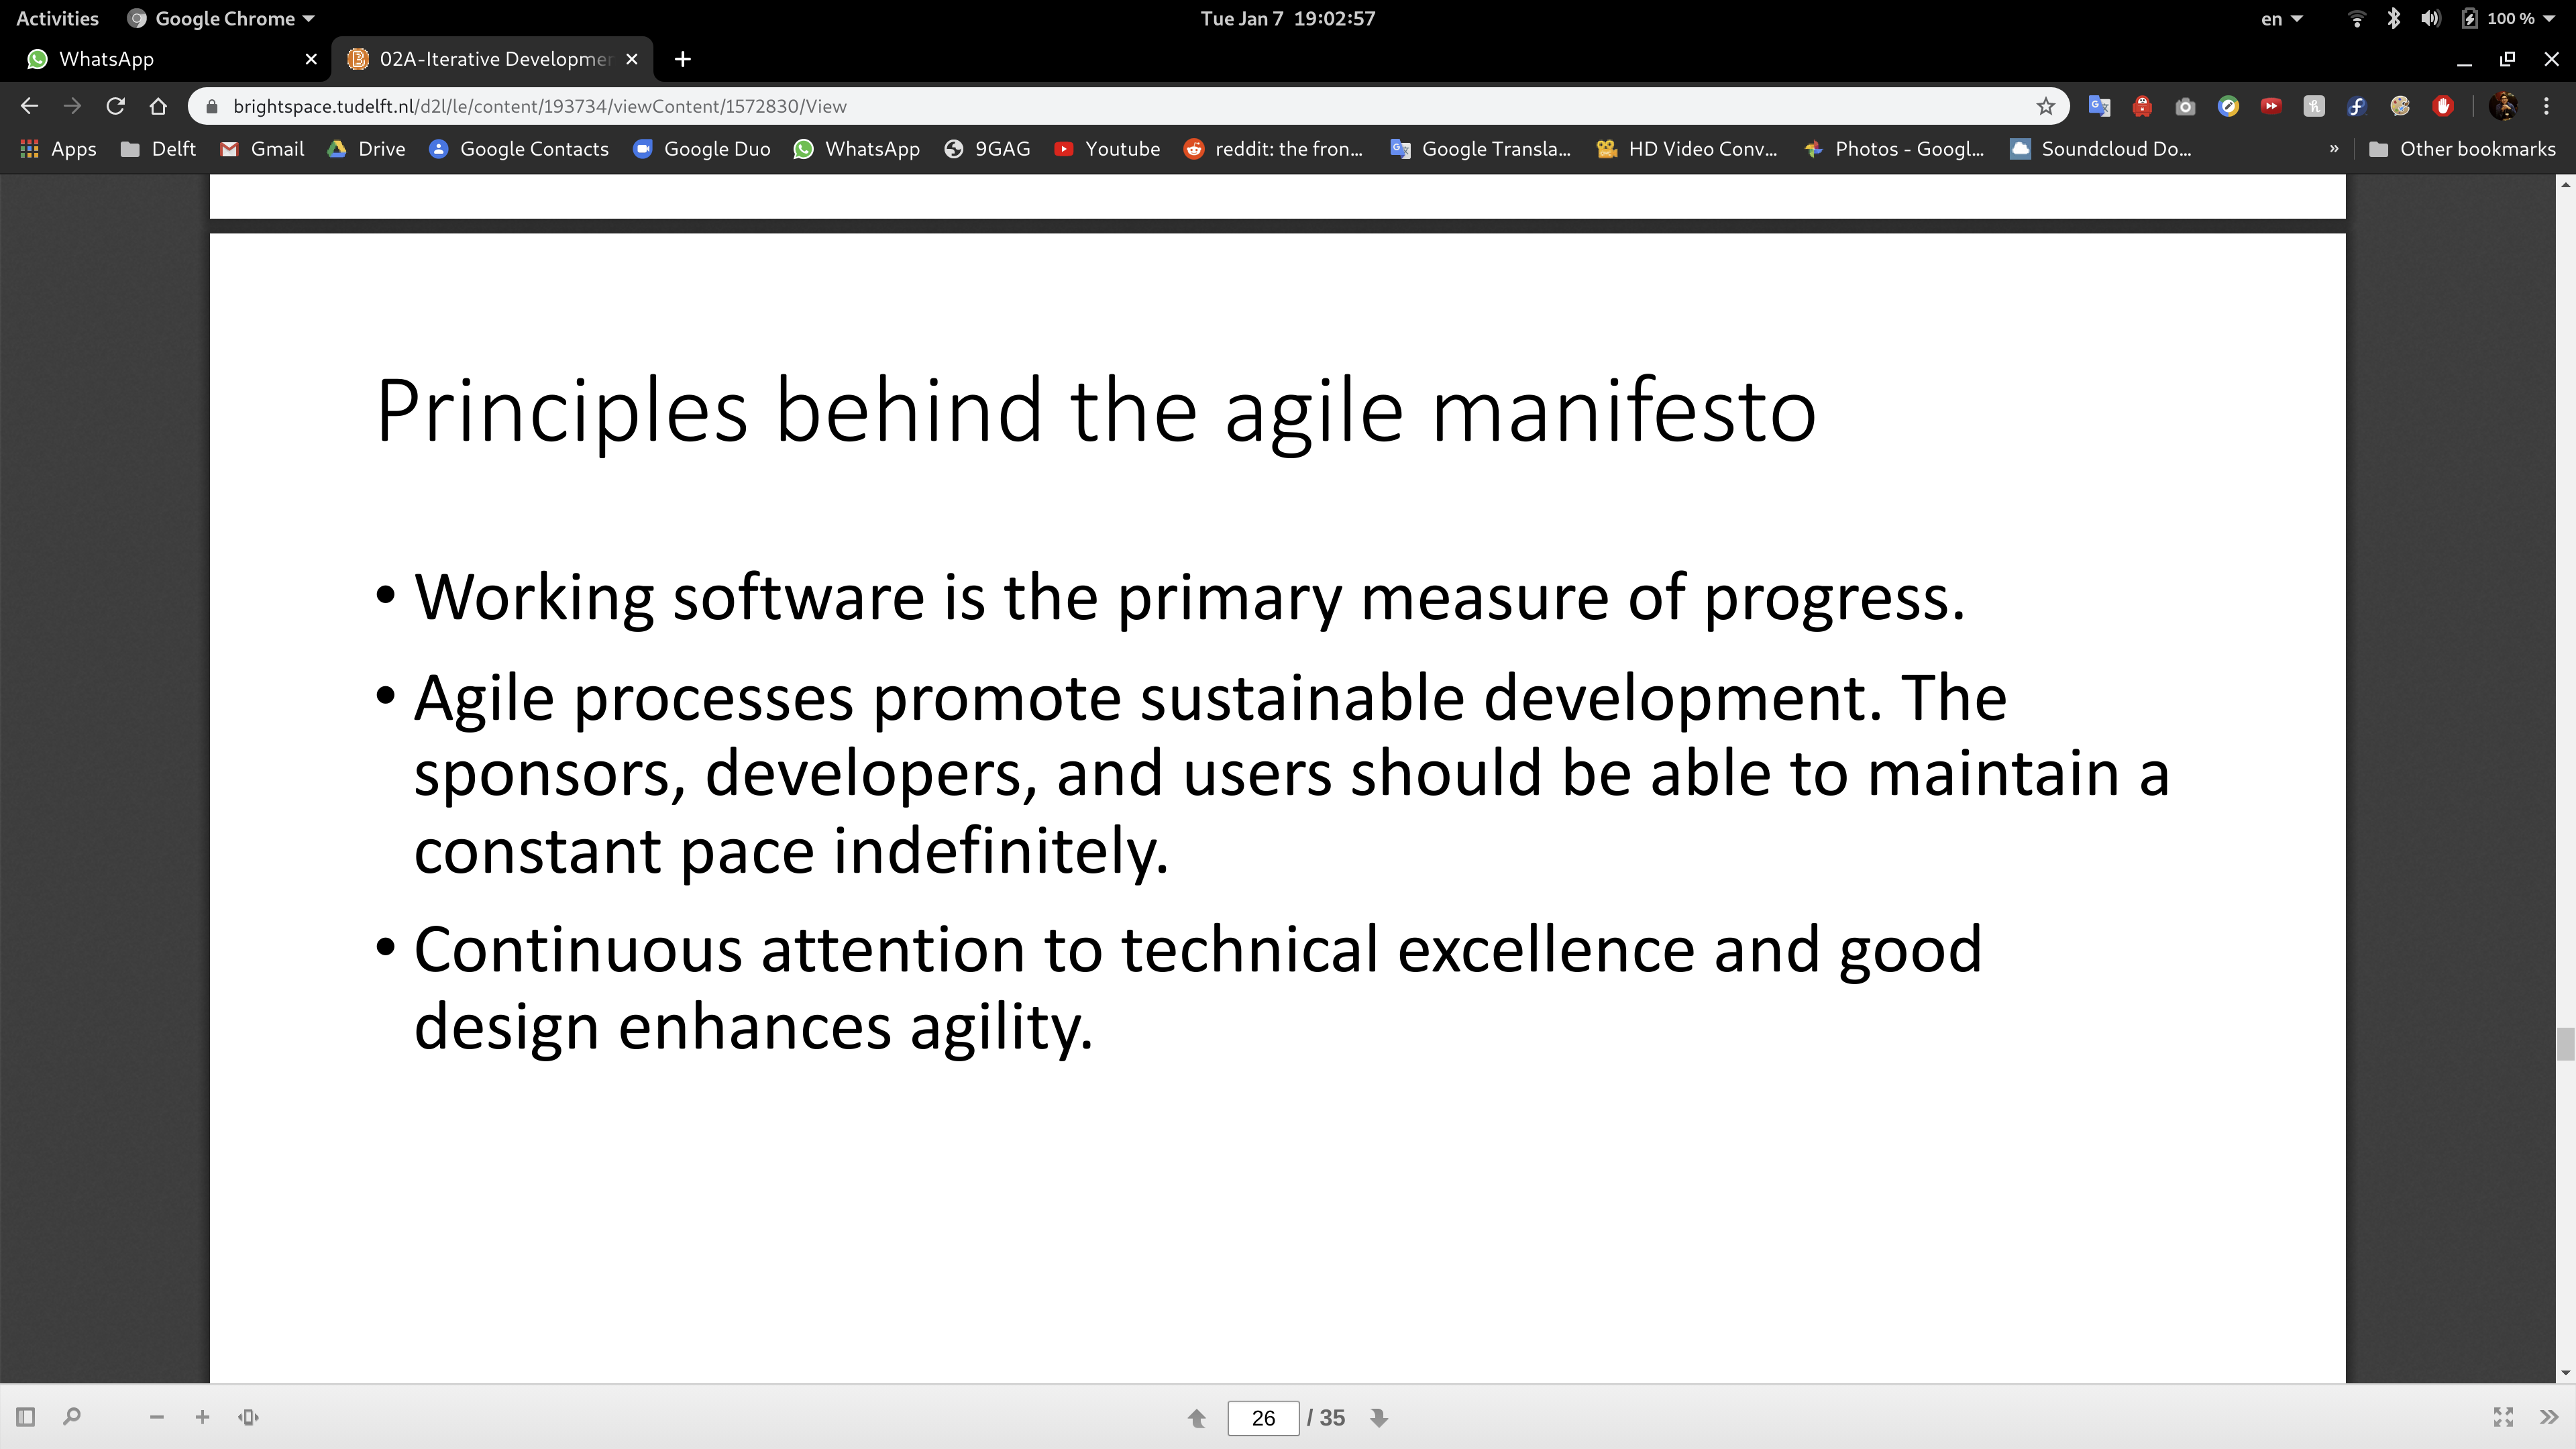 Activities Google Chrome Tue Jan 7 19:02:57 en 100 %
WhatsApp 02A-Iterative Developmen
brightspace.tudelft.nl/d2l/le/content/193734/viewContent/1572830/View
Apps Delft Gmail Drive Google Contacts Google Duo WhatsApp 9GAG Youtube reddit: the fron... Google Transla... HD Video Conv... Photos - Googl... Soundcloud Do... » Other bookmarks
Principles behind the agile manifesto
• Working software is the primary measure of progress.
• Agile processes promote sustainable development. The
sponsors, developers, and users should be able to maintain a
constant pace indefinitely.
• Continuous attention to technical excellence and good
design enhances agility.
26 / 35